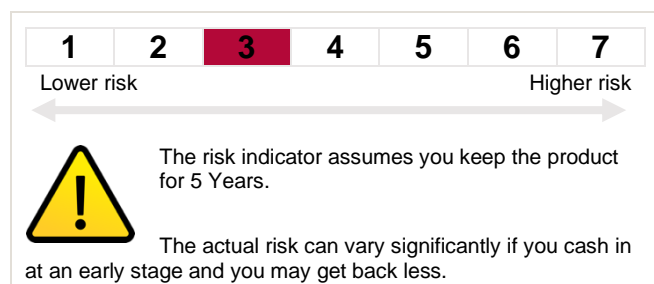 1 2 3 4 5 6 7
Lower risk Higher risk
The risk indicator assumes you keep the product
for 5 Years.
The actual risk can vary significantly if you cash in
at an early stage and you may get back less.